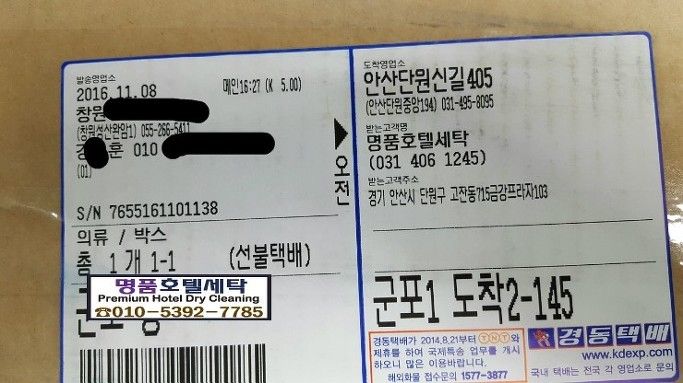 발송영업소
2016.11.08 메인16:27 (K 5.00)
창원
(창원성산완암1) 055-266-5411
훈 010
(01)
S/N 7655161101138
의류 / 박스
총 1 개 1-1 (선불택배)
명품호텔세탁
Premium Hotel Dry Cleaning
☎010-5392-7785
오전
도착영업소
안산단원신길405
(안산단원중앙194) 031-495-8095
받는고객명
명품호텔세탁
(031 406 1245)
받는고객주소
경기 안산시 단원구 고잔동715금강프라자103
군포1 도착2-145
경동택배가 2014.8.21부터 TNT와
제휴를 하여 국제특송 업무를 개시
하오니 많은 이용바랍니다.
해외화물 접수문의 1577-3877
경동택배
www.kdexp.com
국내 택배는 전국 각 영업소로 문의